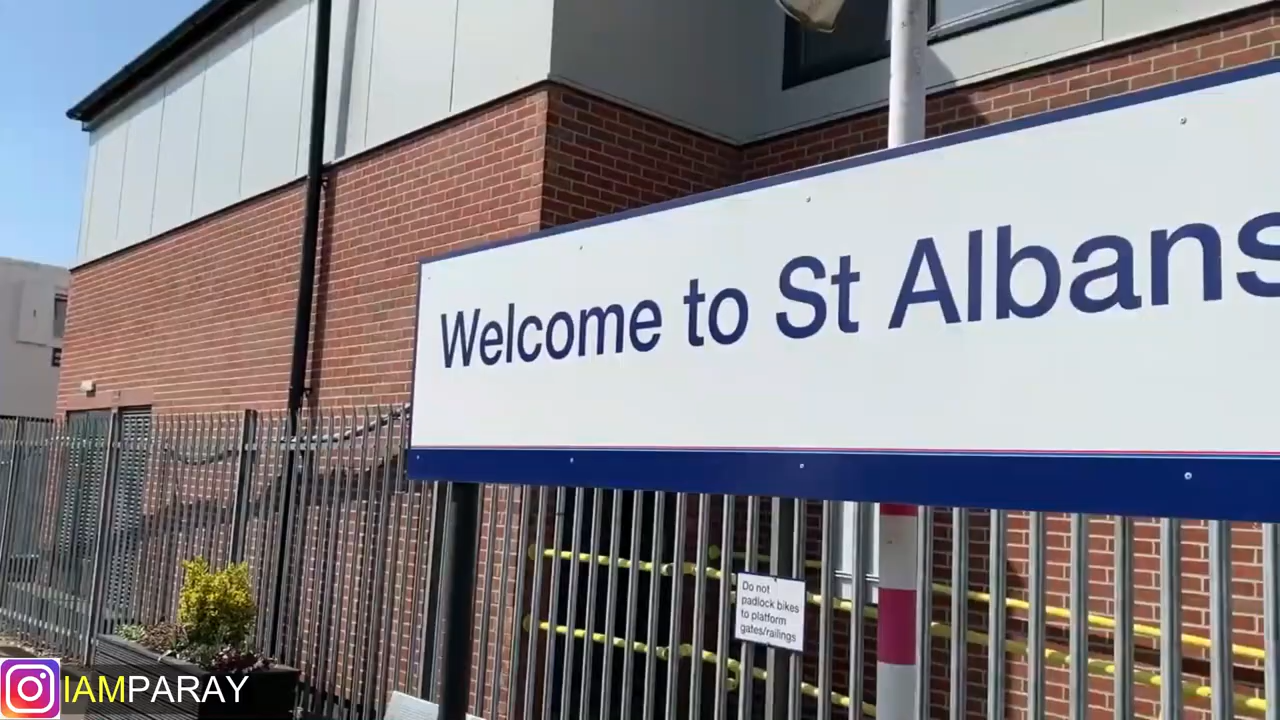 Welcome to St Albans
Do not
padlock bikes
to platform
gates/railings
IAMPARAY